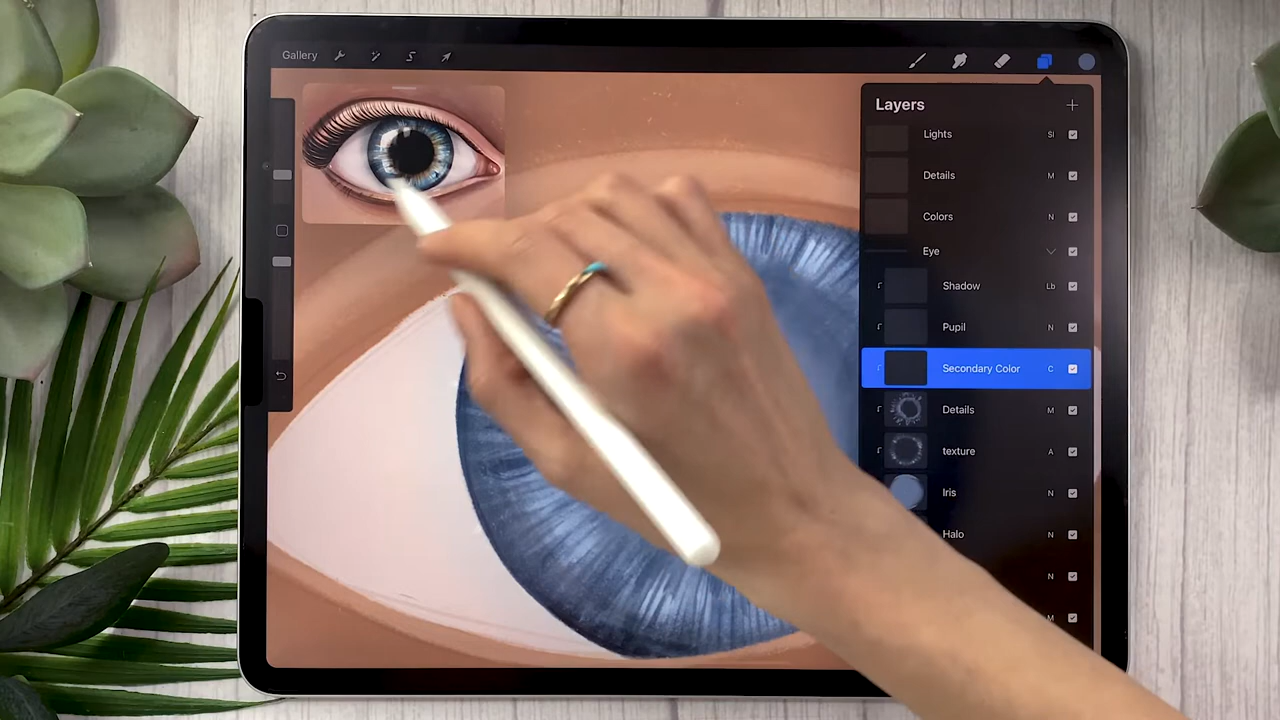 Gallery
Layers
Lights Sl
Details M
Colors N
Eye
Shadow Lb
Pupil N
Secondary Color C
Details M
texture A
Iris N
Halo N
N
M